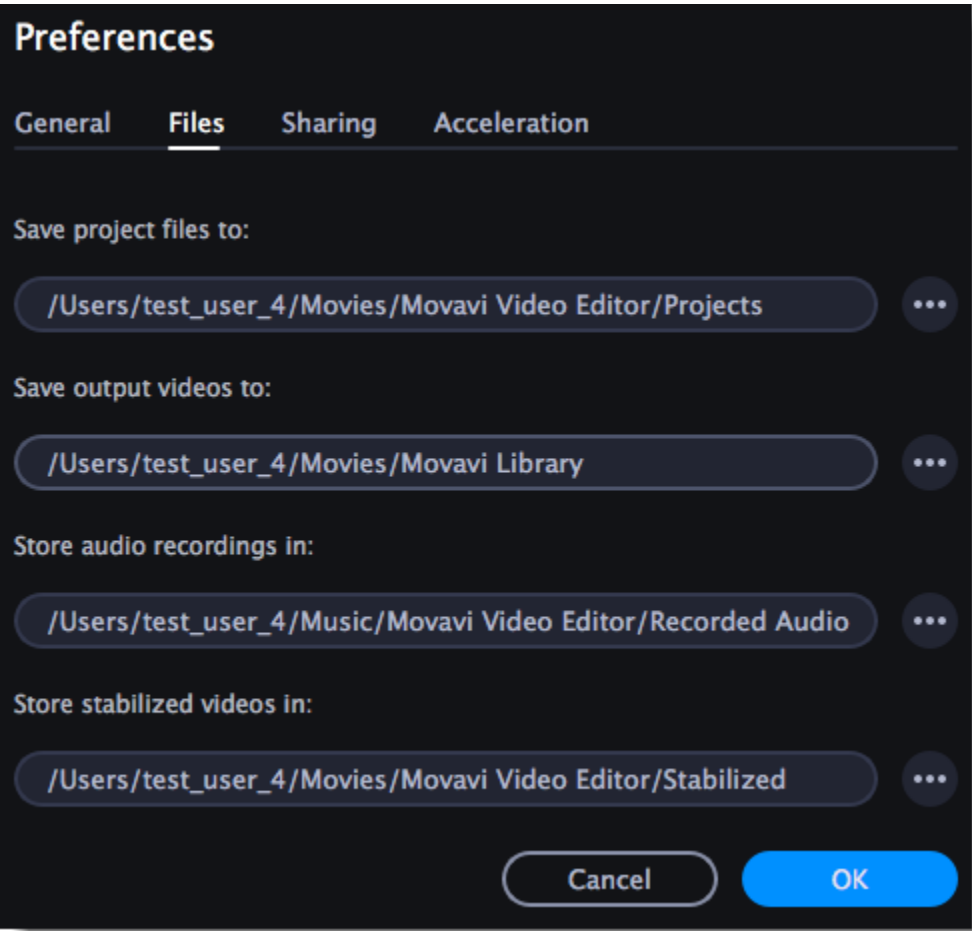 Preferences
General Files Sharing Acceleration
Save project files to:
/Users/test_user_4/Movies/Movavi Video Editor/Projects
Save output videos to:
/Users/test_user_4/Movies/Movavi Library
Store audio recordings in:
/Users/test_user_4/Music/Movavi Video Editor/Recorded Audio
Store stabilized videos in:
/Users/test_user_4/Movies/Movavi Video Editor/Stabilized
Cancel OK